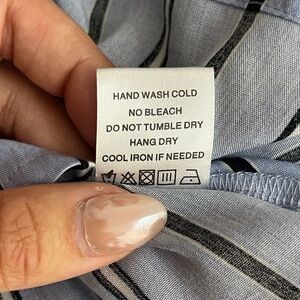 HAND WASH COLD
NO BLEACH
DO NOT TUMBLE DRY
HANG DRY
COOL IRON IF NEEDED